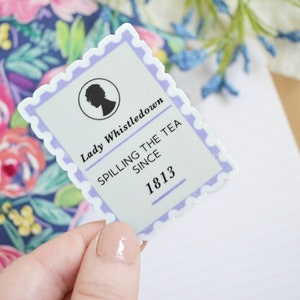 Lady Whistledown
SPILLING THE TEA
SINCE
1813